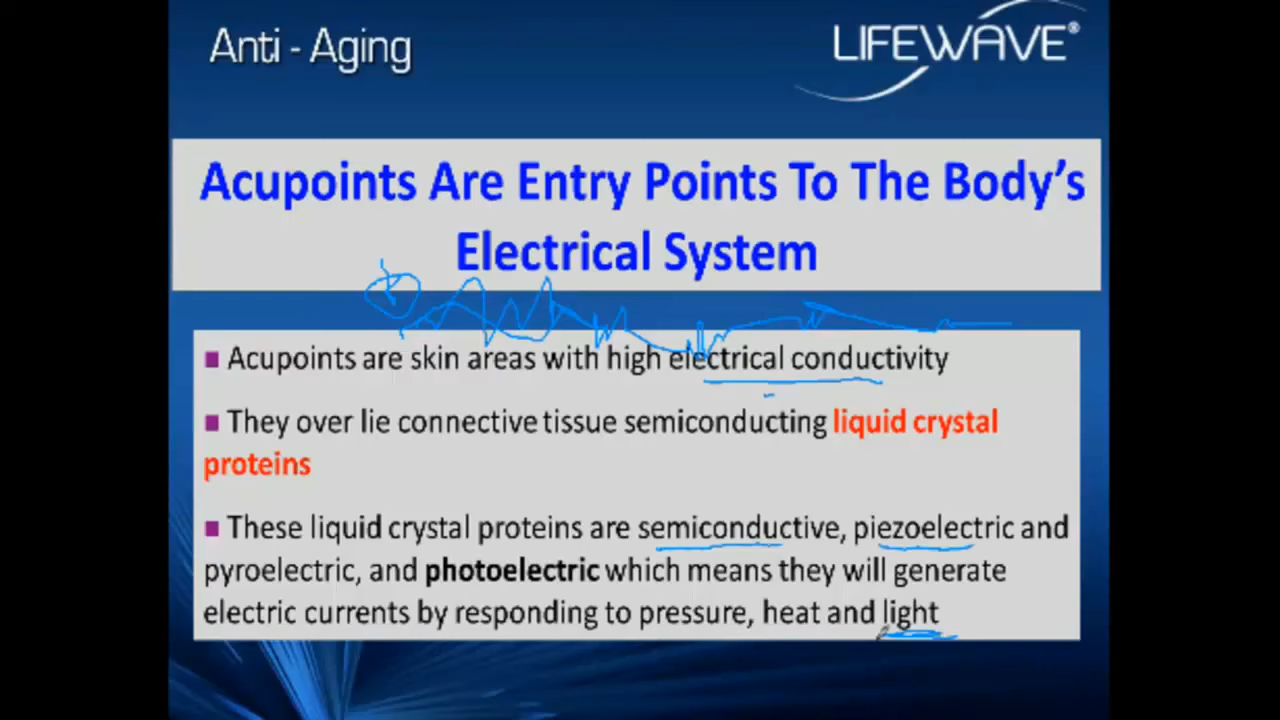 Anti - Aging
LIFEWAVE®
Acupoints Are Entry Points To The Body's
Electrical System
Acupoints are skin areas with high electrical conductivity
They over lie connective tissue semiconducting liquid crystal
proteins
These liquid crystal proteins are semiconductive, piezoelectric and
pyroelectric, and photoelectric which means they will generate
electric currents by responding to pressure, heat and light